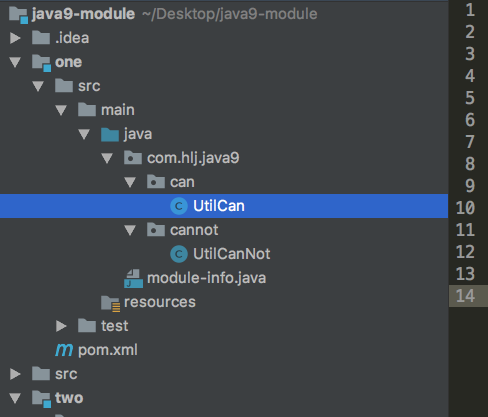 java9-module ~/Desktop/java9-module
.idea
one
src
main
java
com.hlj.java9
can
UtilCan
cannot
UtilCanNot
module-info.java
resources
test
m pom.xml
src
two
1
2
3
4
5
6
7
8
9
10
11
12
13
14